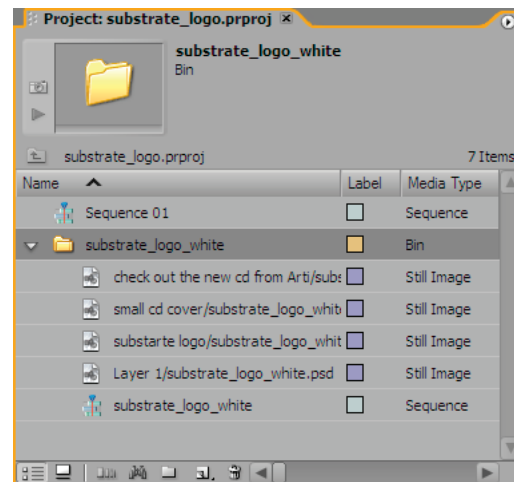 Project: substrate_logo.prproj
substrate_logo_white
Bin
substrate_logo.prproj 7 Items
Name Label Media Type
Sequence 01 Sequence
substrate_logo_white Bin
check out the new cd from Arti/subs Still Image
small cd cover/substrate_logo_whit Still Image
substarte logo/substrate_logo_whit Still Image
Layer 1/substrate_logo_white.psd Still Image
substrate_logo_white Sequence